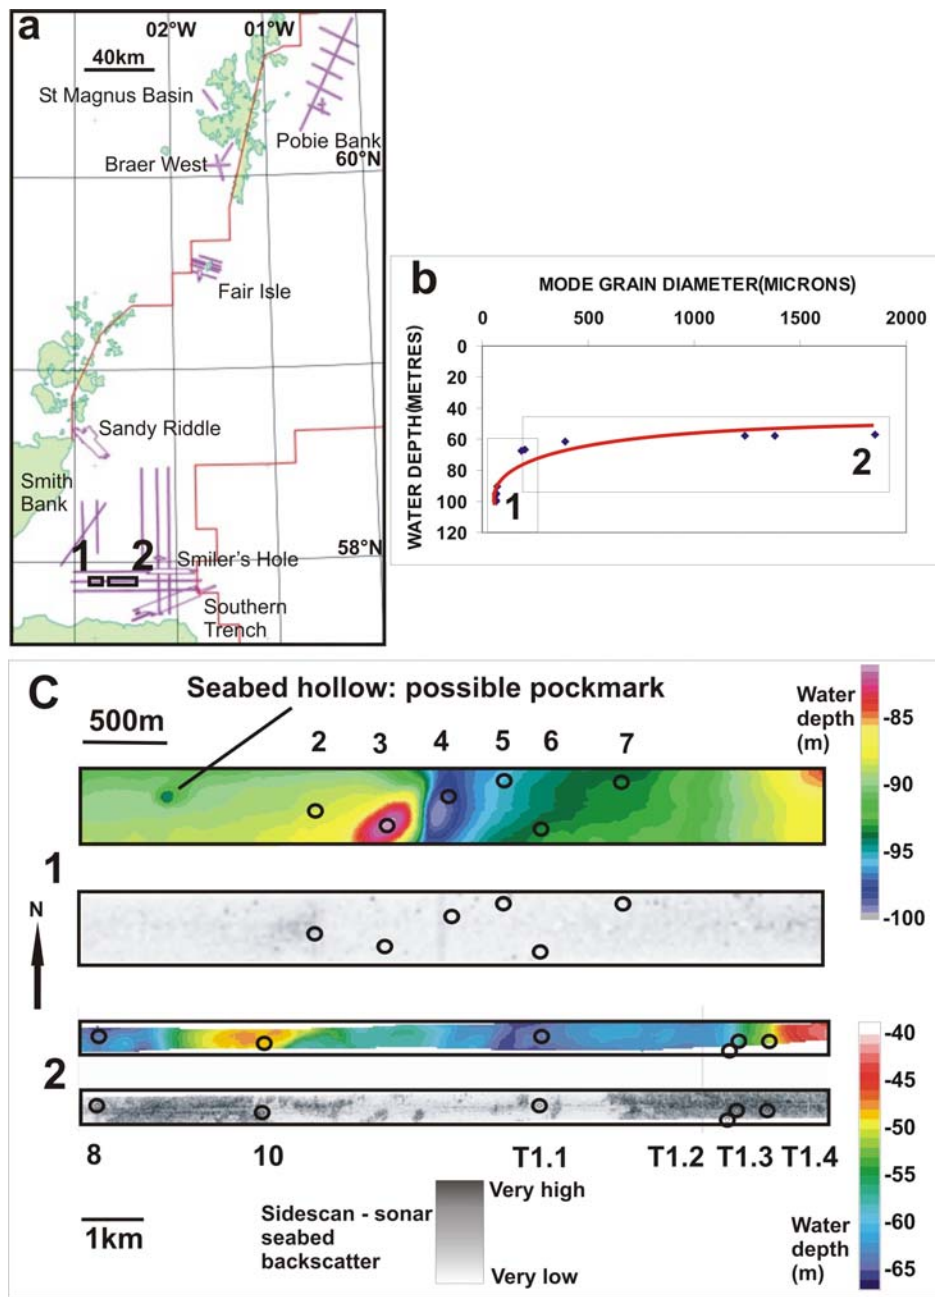 a
02°W 01°W
40km
St Magnus Basin
Pobie Bank
60°N
Braer West
Fair Isle
Sandy Riddle
Smith
Bank
1 2
Smiler's Hole
58°N
Southern
Trench
b
MODE GRAIN DIAMETER(MICRONS)
0 500 1000 1500 2000
WATER DEPTH(METRES)
0
20
40
60
80
100
120
1
2
C
Seabed hollow: possible pockmark
500m
2 3 4 5 6 7
Water
depth
(m)
-85
-90
-95
-100
1
N
2
8 10 T1.1 T1.2 T1.3 T1.4
1km
Sidescan - sonar
seabed
backscatter
Very high
Very low
-40
-45
-50
-55
-60
-65
Water
depth
(m)